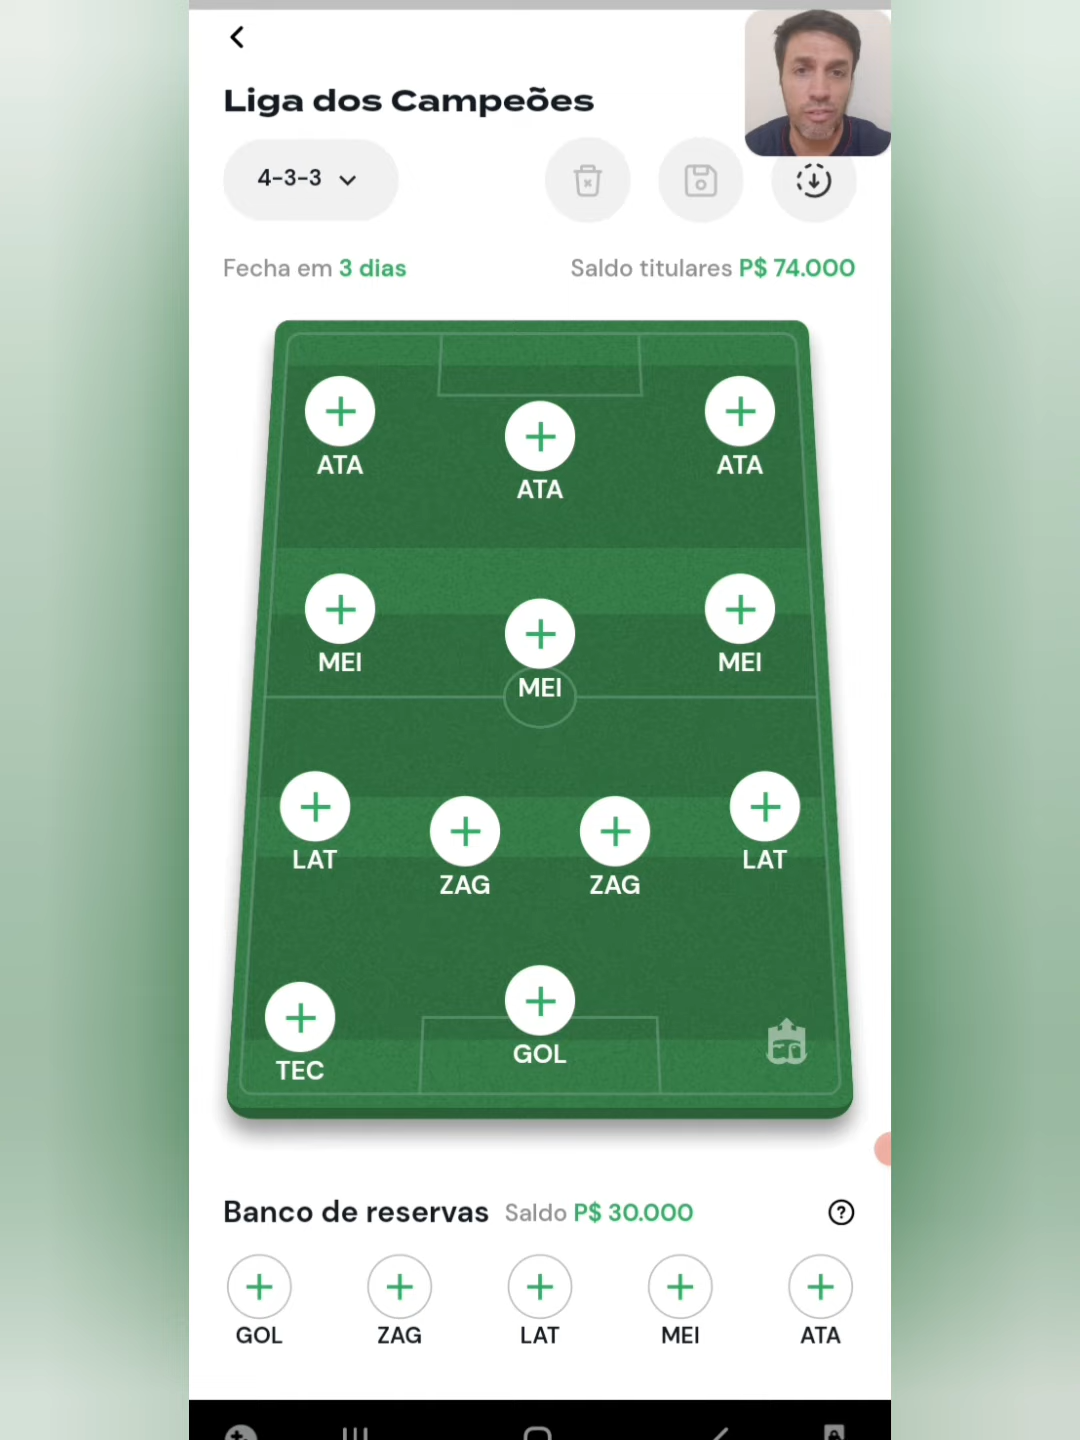 Liga dos Campeões
4-3-3
Fecha em 3 dias
Saldo titulares P$ 74.000
ATA
ATA
ATA
MEI
MEI
MEI
LAT
ZAG
ZAG
LAT
TEC
GOL
Banco de reservas Saldo P$ 30.000
?
GOL
ZAG
LAT
MEI
ATA